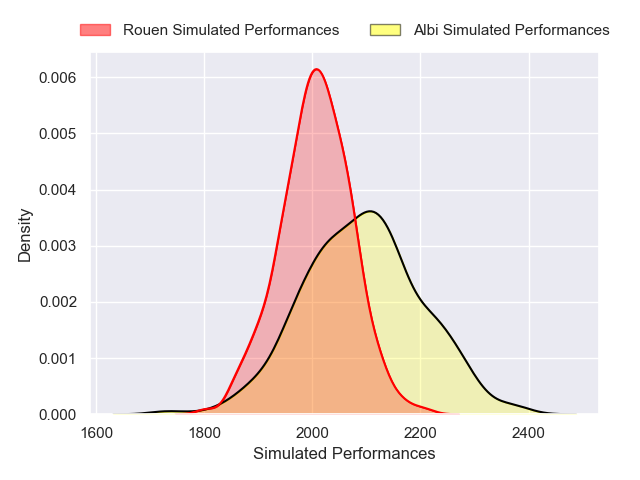 Rouen Simulated Performances
Albi Simulated Performances
0.006
0.005
0.004
0.003
0.002
0.001
0.000
Density
1600 1800 2000 2200 2400
Simulated Performances